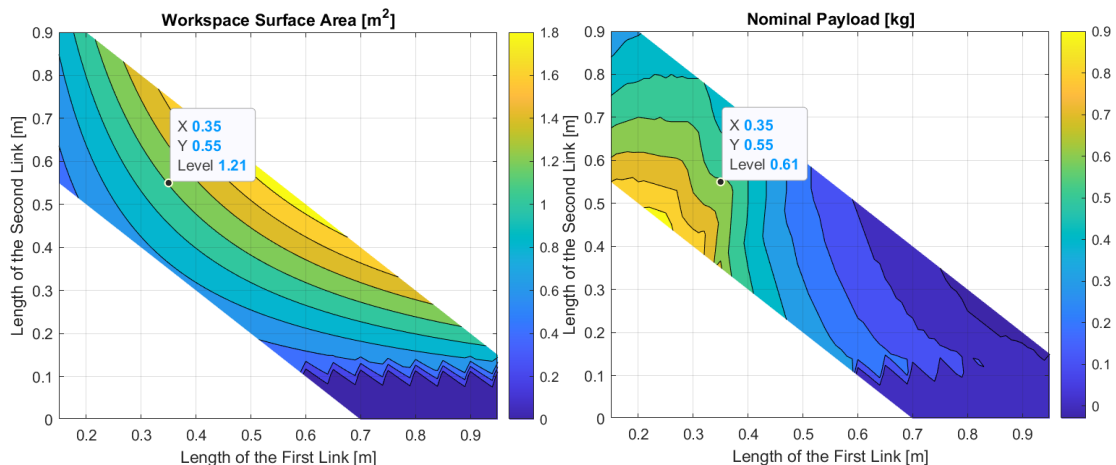 Workspace Surface Area [m²]
0.9
0.8
0.7
0.6
0.5
0.4
0.3
0.2
0.1
0
Length of the Second Link [m]
X 0.35
Y 0.55
Level 1.21
0.2 0.3 0.4 0.5 0.6 0.7 0.8 0.9
Length of the First Link [m]
1.8
1.6
1.4
1.2
1
0.8
0.6
0.4
0.2
0
Nominal Payload [kg]
0.9
0.8
0.7
0.6
0.5
0.4
0.3
0.2
0.1
0
Length of the Second Link [m]
X 0.35
Y 0.55
Level 0.61
0.2 0.3 0.4 0.5 0.6 0.7 0.8 0.9
Length of the First Link [m]
0.9
0.8
0.7
0.6
0.5
0.4
0.3
0.2
0.1
0